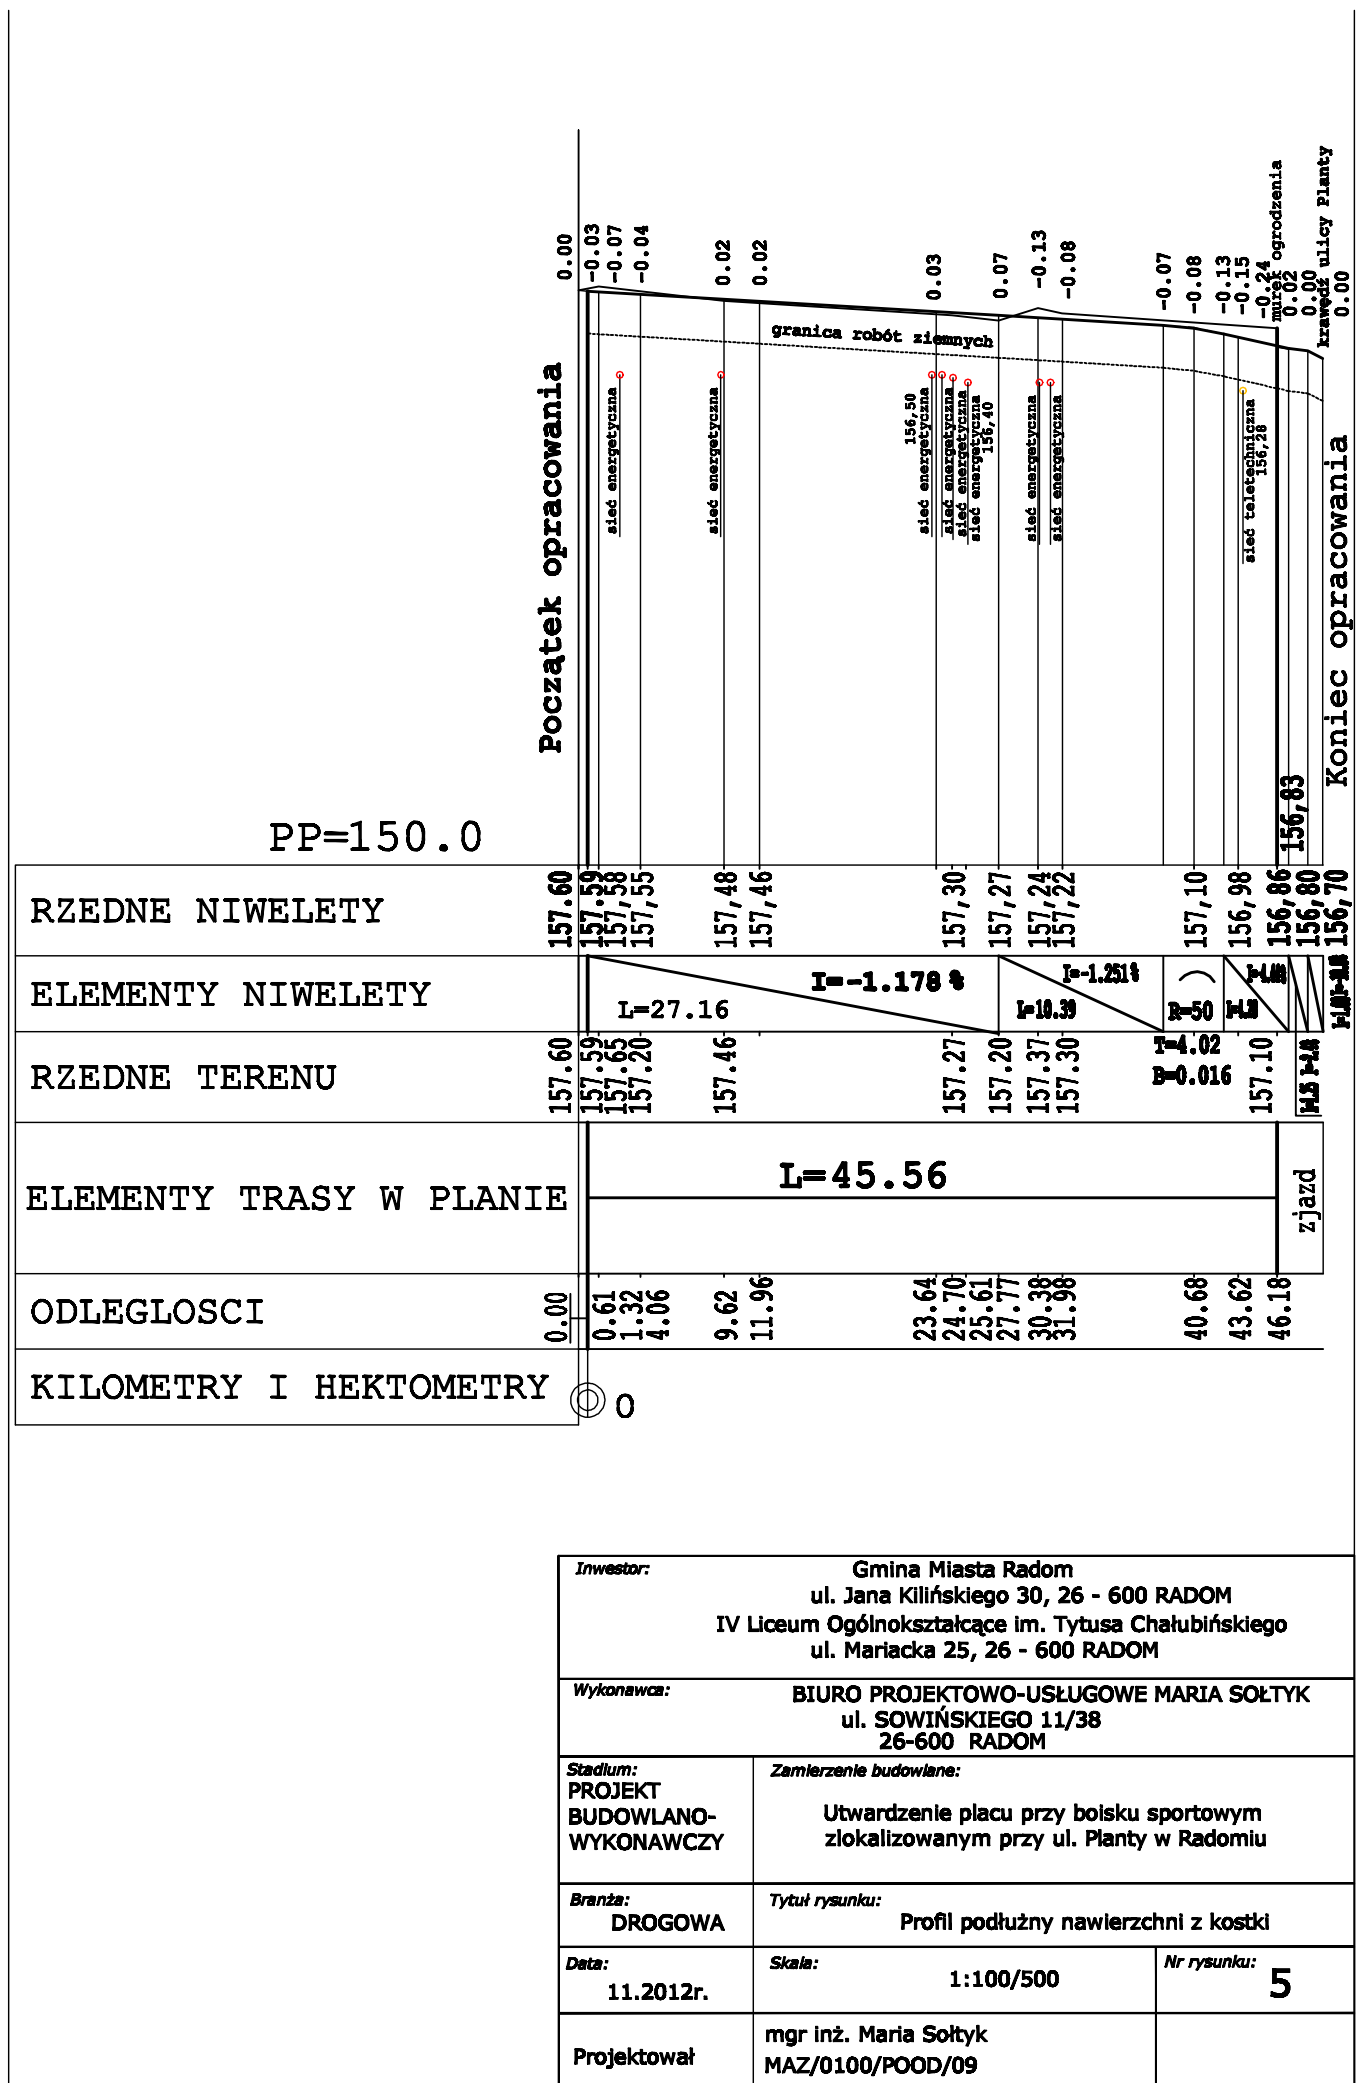 0.00
-0.03
-0.07
-0.04
0.02
0.02
0.03
0.07
-0.13
-0.08
-0.07
-0.08
-0.13
-0.15
-0.24
murek ogrodzenia
0.02
0.00
krawędź ulicy Planty
0.00
granica robót ziemnych
Początek opracowania
sieć energetyczna
sieć energetyczna
156,50
sieć energetyczna
sieć energetyczna
sieć energetyczna
sieć energetyczna
156,40
sieć energetyczna
sieć energetyczna
sieć teletechniczna
156,28
Koniec opracowania
PP=150.0
156,83
RZEDNE NIWELETY
157.60
157.59
157,58
157,55
157,48
157,46
157,30
157,27
157,24
157,22
157,10
156,98
156,86
156,80
156,70
ELEMENTY NIWELETY
I=-1.178 %
L=27.16
I=-1.251%
L=10.39
R=50
T=4.02
B=0.016
RZEDNE TERENU
157.60
157.59
157.65
157.20
157.46
157.27
157.20
157.37
157.30
157.10
ELEMENTY TRASY W PLANIE
L=45.56
zjazd
ODLEGLOSCI
0.00
0.61
1.32
4.06
9.62
11.96
23.64
24.70
25.61
27.77
30.38
31.98
40.68
43.62
46.18
KILOMETRY I HEKTOMETRY
0
Inwestor:
Gmina Miasta Radom
ul. Jana Kilińskiego 30, 26 - 600 RADOM
IV Liceum Ogólnokształcące im. Tytusa Chałubińskiego
ul. Mariacka 25, 26 - 600 RADOM
Wykonawca:
BIURO PROJEKTOWO-USŁUGOWE MARIA SOŁTYK
ul. SOWIŃSKIEGO 11/38
26-600 RADOM
Stadium:
PROJEKT
BUDOWLANO-
WYKONAWCZY
Zamierzenie budowlane:
Utwardzenie placu przy boisku sportowym
zlokalizowanym przy ul. Planty w Radomiu
Branża:
DROGOWA
Tytuł rysunku:
Profil podłużny nawierzchni z kostki
Data:
11.2012r.
Skala:
1:100/500
Nr rysunku:
5
Projektował
mgr inż. Maria Sołtyk
MAZ/0100/POOD/09